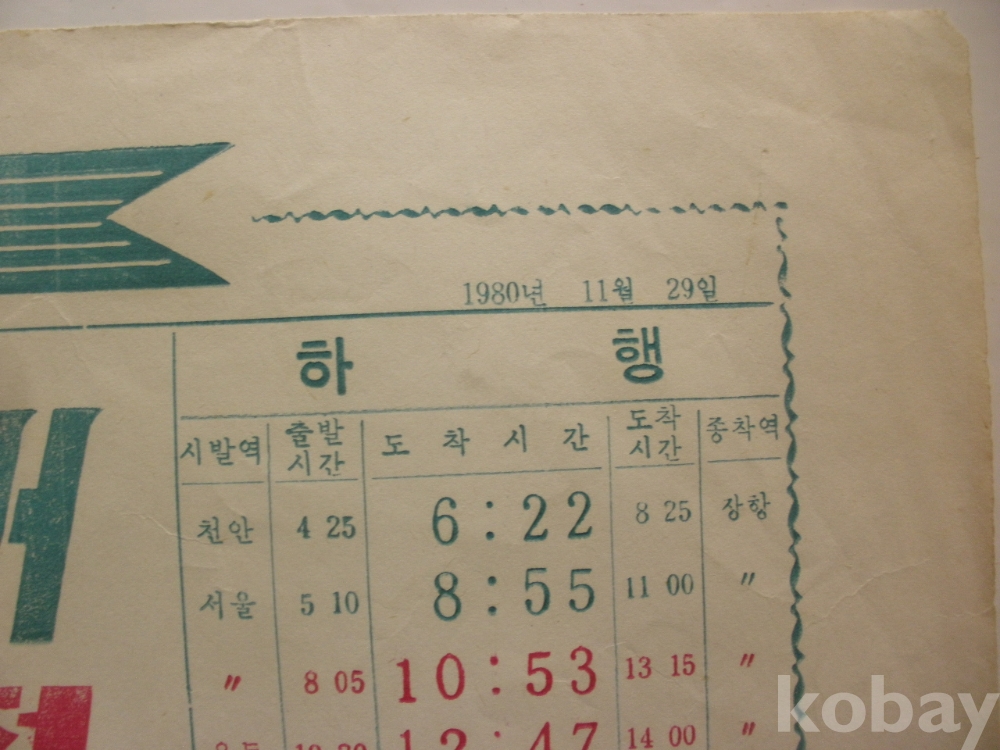 1980년 11월 29일
하 행
시발역 출발시간 도착시간 도착시간 종착역
천안 4 25 6:22 8 25 장항
서울 5 10 8:55 11 00 〃
〃 8 05 10:53 13 15 〃
12:47 14 00 〃
kobay